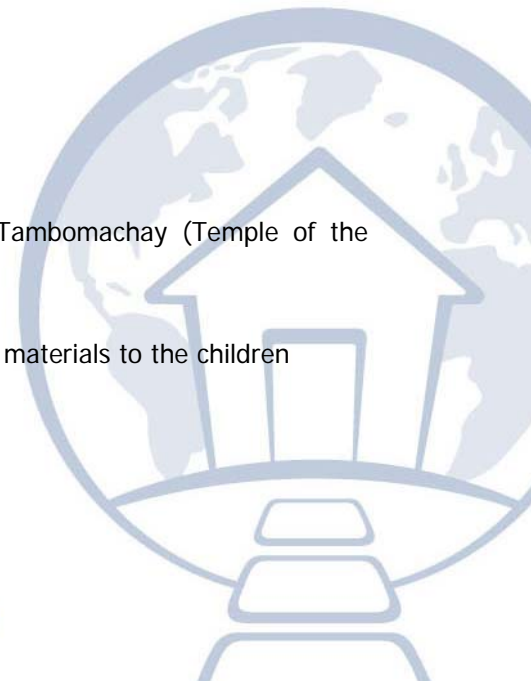 Tambomachay (Temple of the
materials to the children